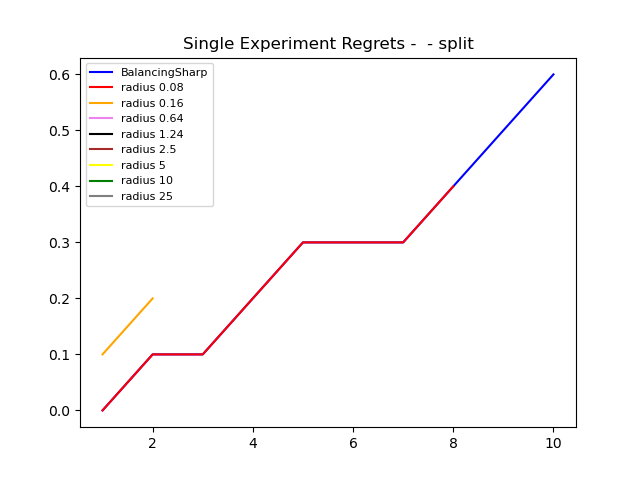 Single Experiment Regrets -  - split
BalancingSharp
radius 0.08
radius 0.16
radius 0.64
radius 1.24
radius 2.5
radius 5
radius 10
radius 25
0.6
0.5
0.4
0.3
0.2
0.1
0.0
2 4 6 8 10